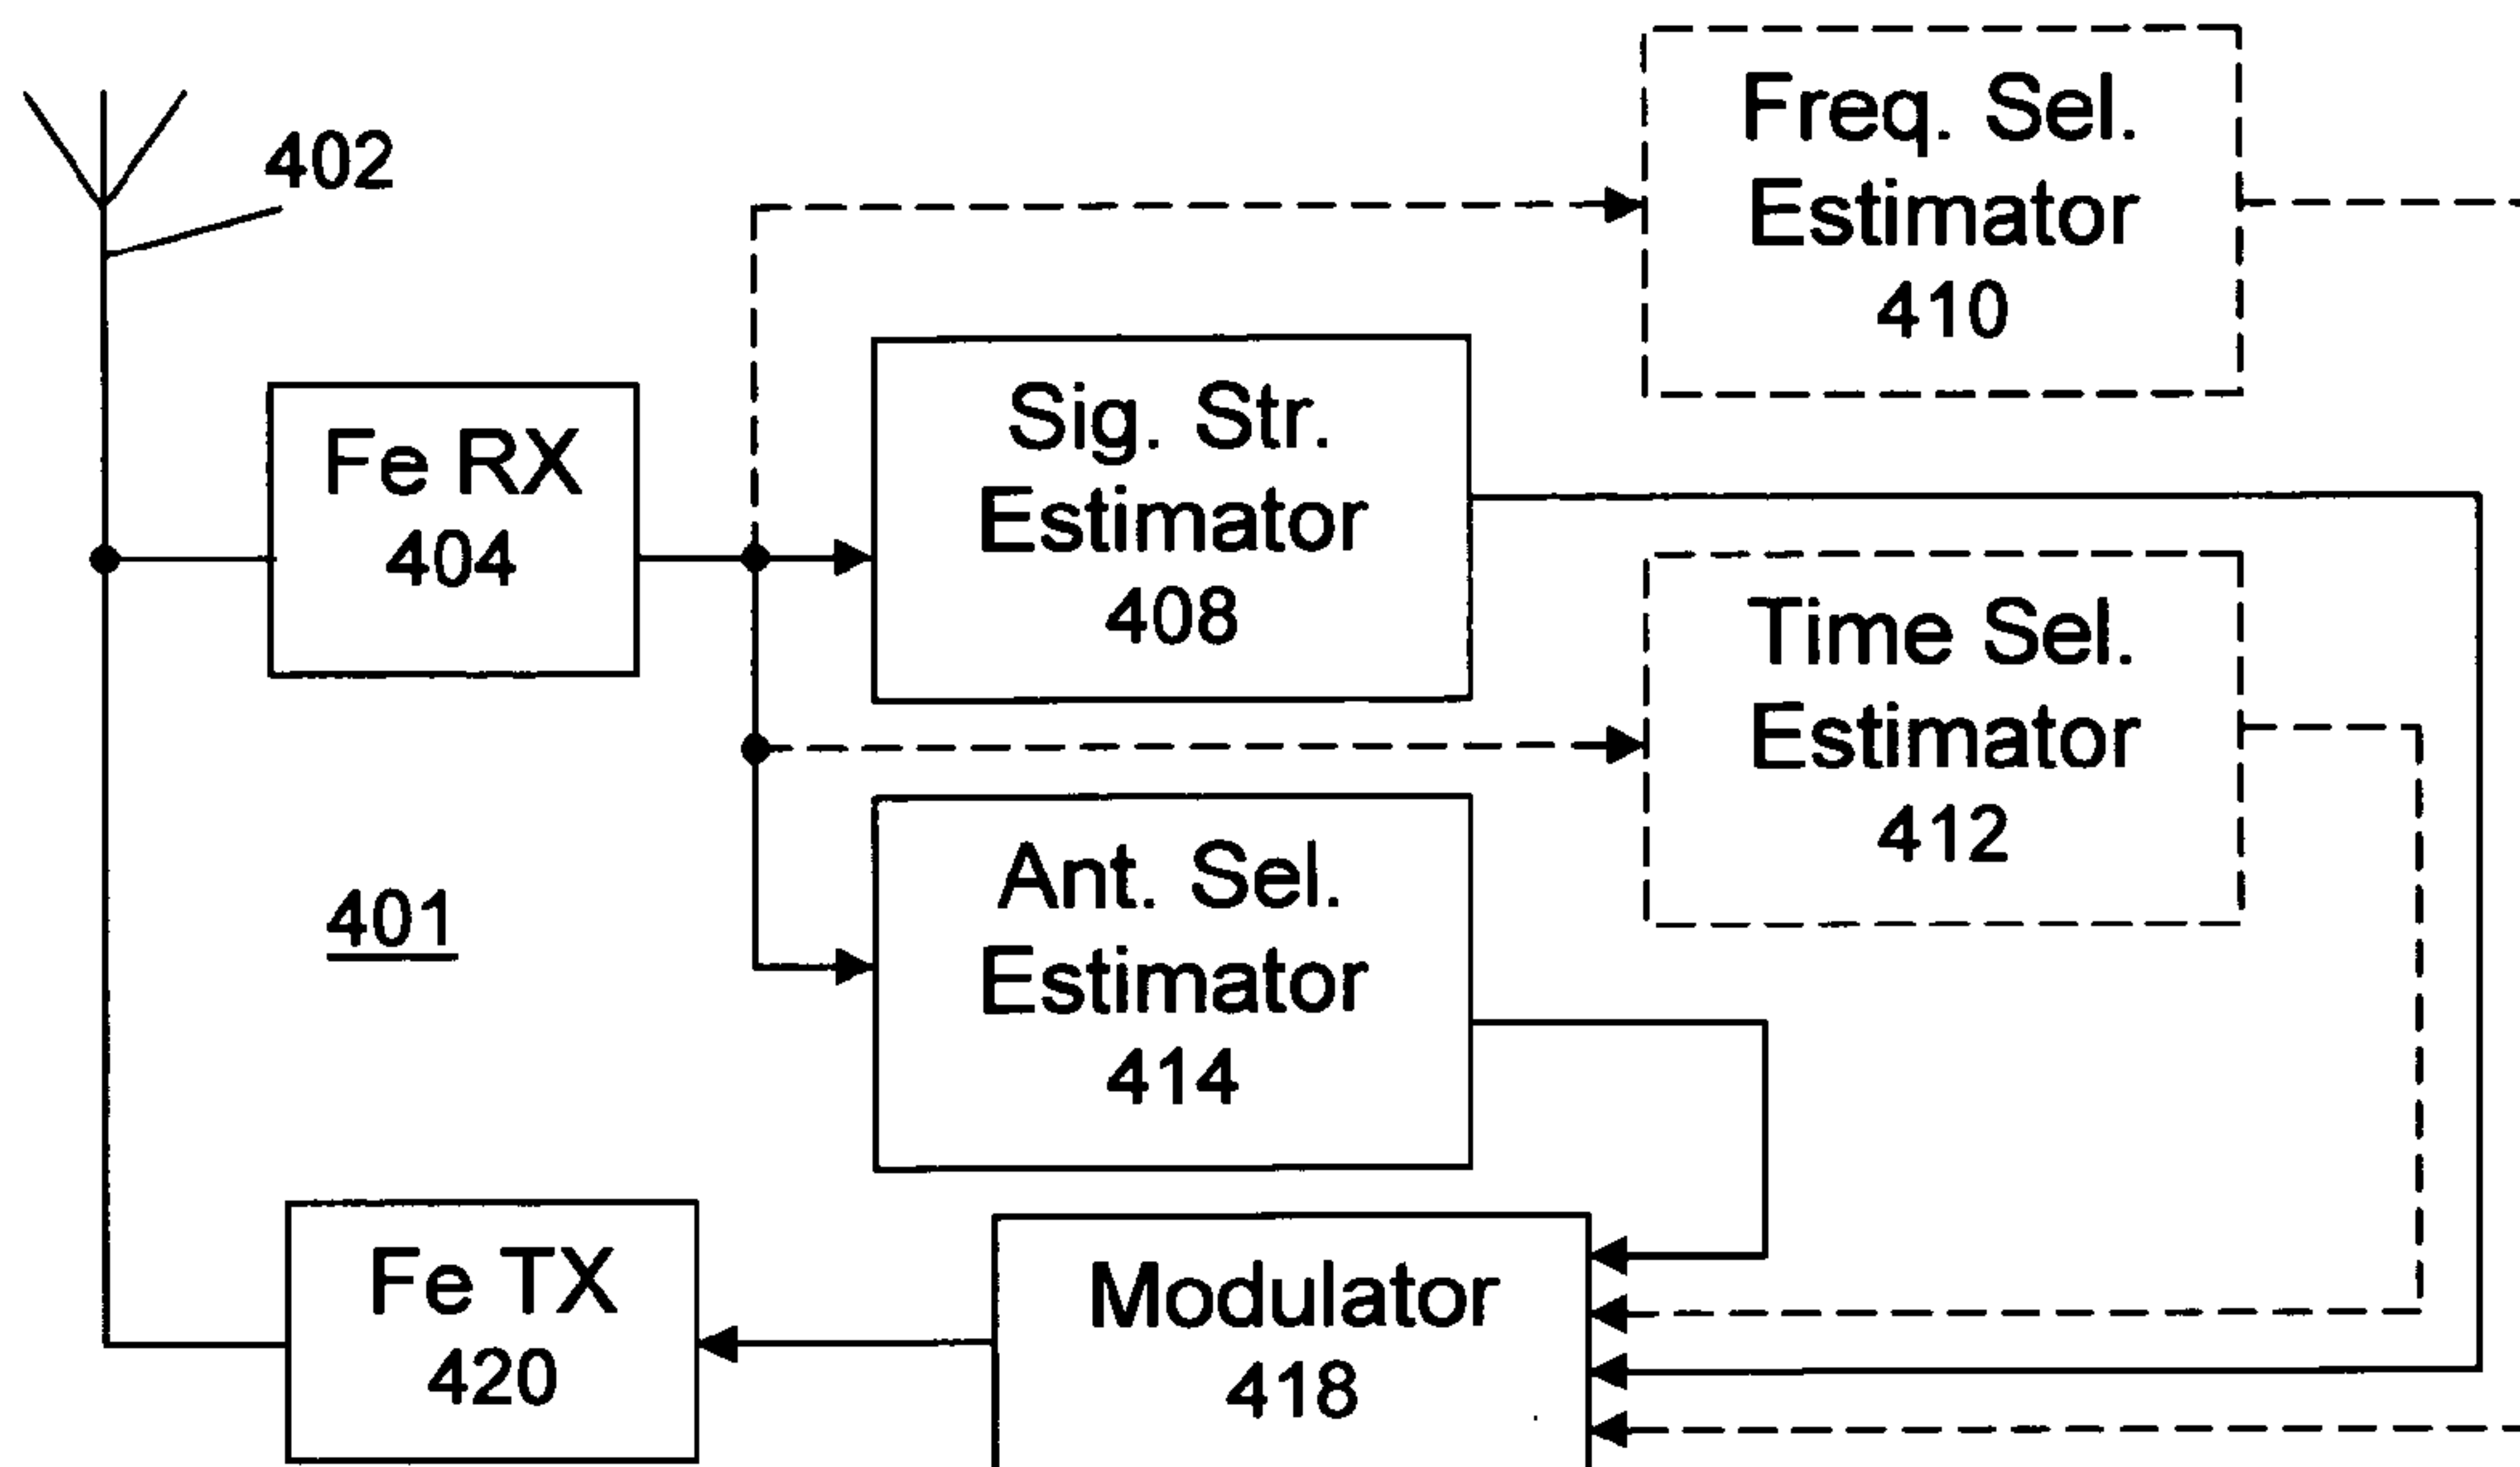 402
Freq. Sel.
Estimator
410
Fe RX
404
Sig. Str.
Estimator
408
Time Sel.
Estimator
412
401
Ant. Sel.
Estimator
414
Fe TX
420
Modulator
418